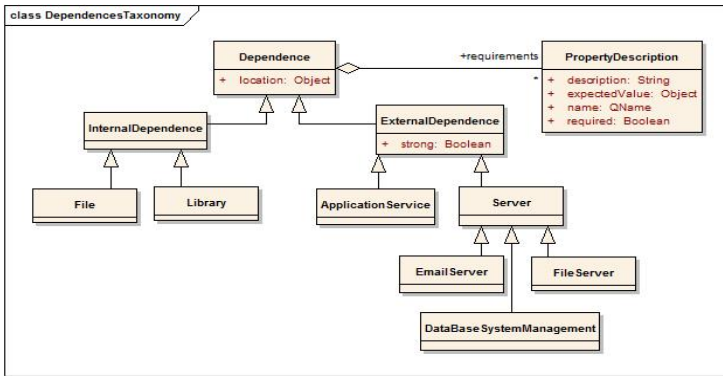 class DependencesTaxonomy
Dependence
+ location: Object
+requirements
*
PropertyDescription
+ description: String
+ expectedValue: Object
+ name: QName
+ required: Boolean
InternalDependence
ExternalDependence
+ strong: Boolean
File
Library
ApplicationService
Server
EmailServer
FileServer
DataBaseSystemManagement